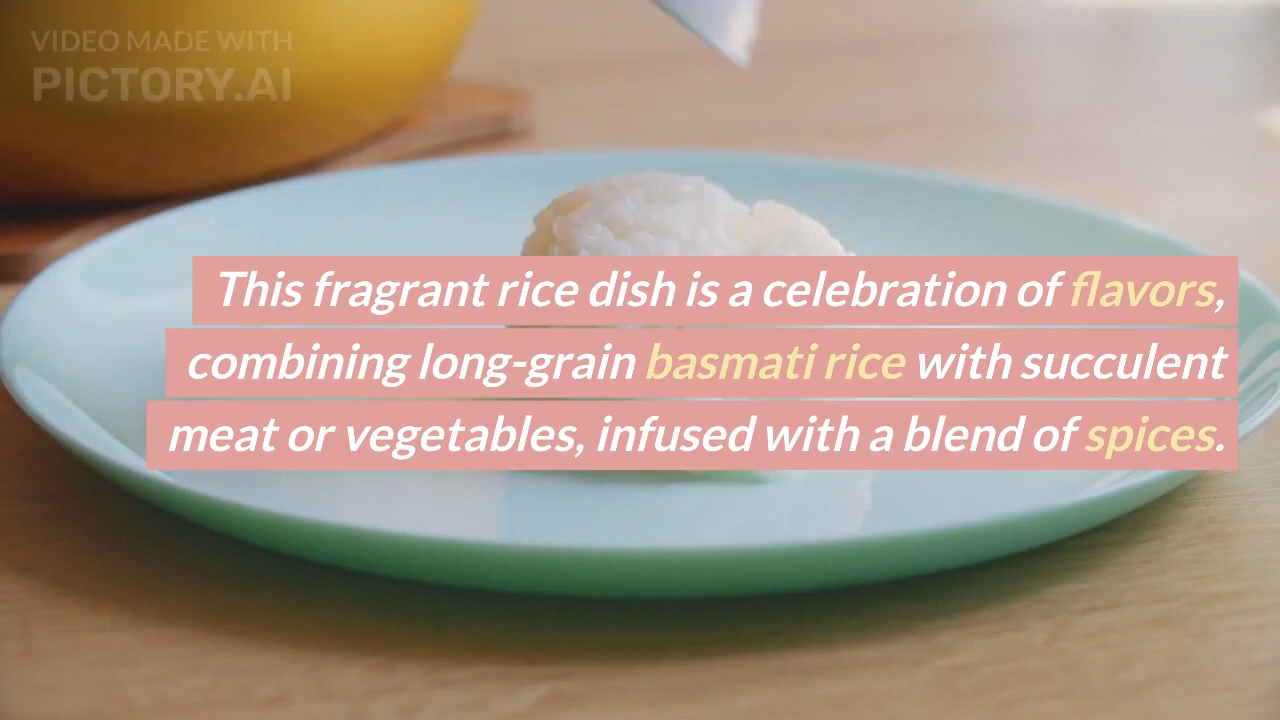 VIDEO MADE WITH
PICTORY.AI
This fragrant rice dish is a celebration of flavors,
combining long-grain basmati rice with succulent
meat or vegetables, infused with a blend of spices.